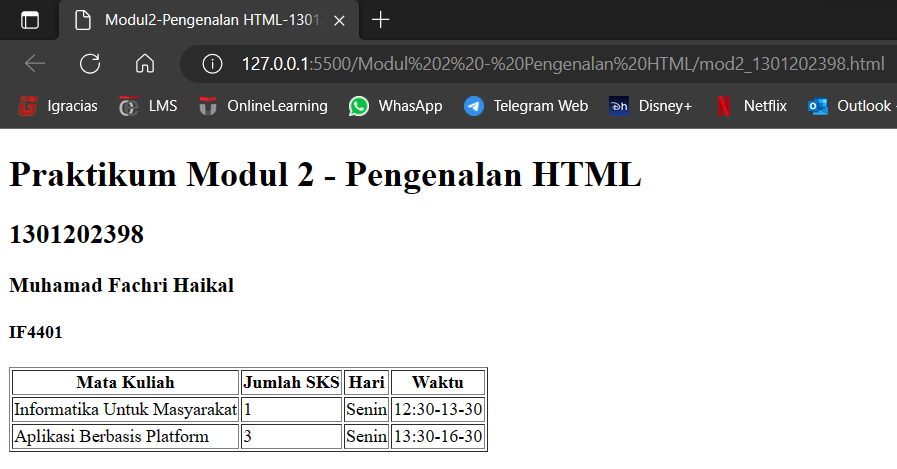 Modul2-Pengenalan HTML-1301
127.0.0.1:5500/Modul%202%20-%20Pengenalan%20HTML/mod2_1301202398.html
Igracias LMS OnlineLearning WhasApp Telegram Web Disney+ Netflix Outlook
Praktikum Modul 2 - Pengenalan HTML
1301202398
Muhamad Fachri Haikal
IF4401
Mata Kuliah Jumlah SKS Hari Waktu
Informatika Untuk Masyarakat 1 Senin 12:30-13-30
Aplikasi Berbasis Platform 3 Senin 13:30-16-30